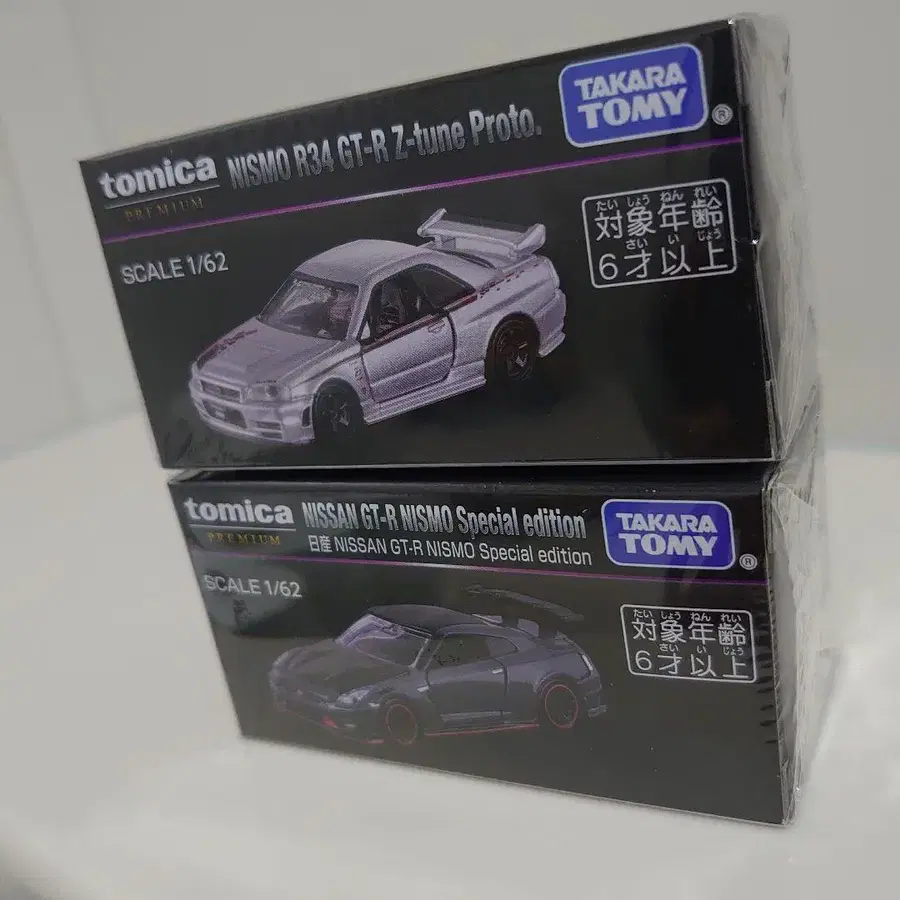 tomica
PREMIUM
NISMO R34 GT-R Z-tune Proto.
TAKARA
TOMY
®
SCALE 1/62
たい しょう ねん れい
対象年齢
さい い じょう
6才以上
tomica
PREMIUM
NISSAN GT-R NISMO Special edition
日産 NISSAN GT-R NISMO Special edition
TAKARA
TOMY
®
SCALE 1/62
たい しょう ねん れい
対象年齢
さい い じょう
6才以上